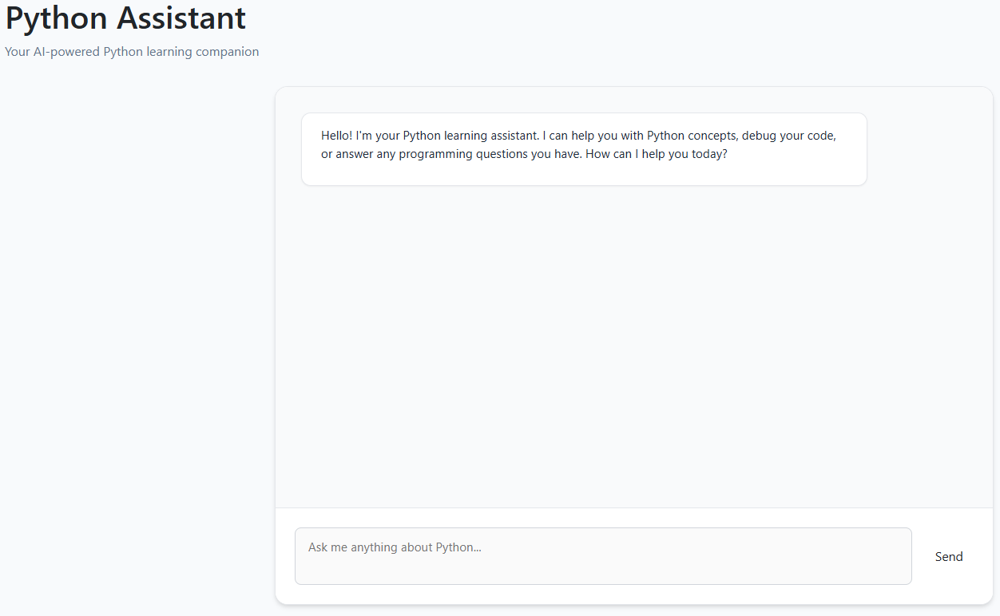 Python Assistant
Your AI-powered Python learning companion
Hello! I'm your Python learning assistant. I can help you with Python concepts, debug your code,
or answer any programming questions you have. How can I help you today?
Ask me anything about Python...
Send